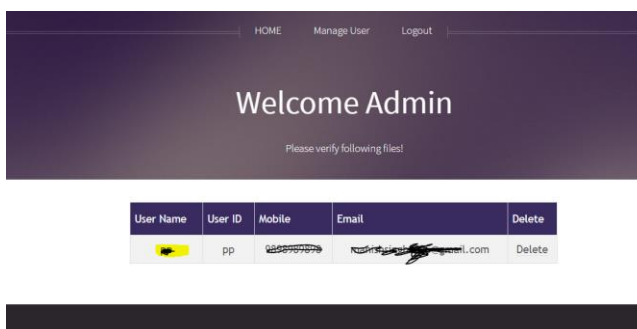 HOME Manage User Logout
Welcome Admin
Please verify following files!
User Name User ID Mobile Email Delete
pp .com Delete